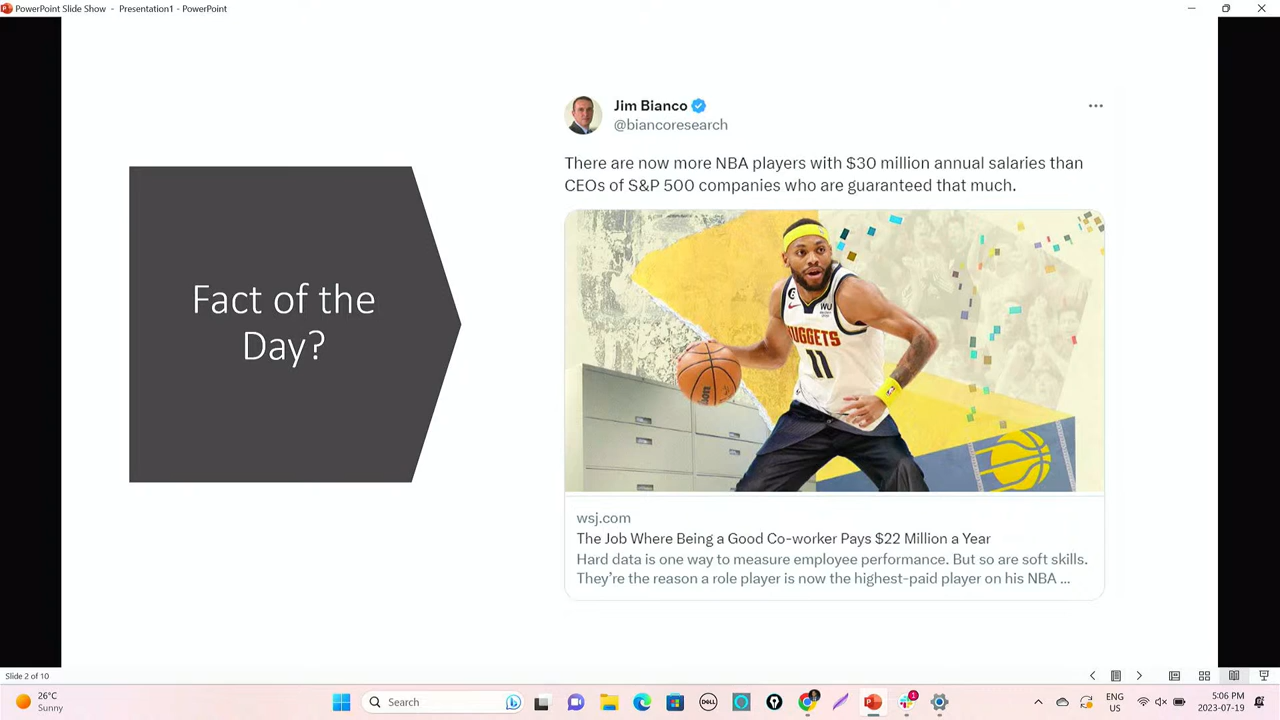 PowerPoint Slide Show - Presentation1 - PowerPoint
Fact of the
Day?
Jim Bianco
@biancoresearch
There are now more NBA players with $30 million annual salaries than
CEOs of S&P 500 companies who are guaranteed that much.
NUGGETS
11
WU
wsj.com
The Job Where Being a Good Co-worker Pays $22 Million a Year
Hard data is one way to measure employee performance. But so are soft skills.
They're the reason a role player is now the highest-paid player on his NBA ...
Slide 2 of 10
26°C
Sunny
Search
DELL
1
ENG
US
5:06 PM
2023-07-19